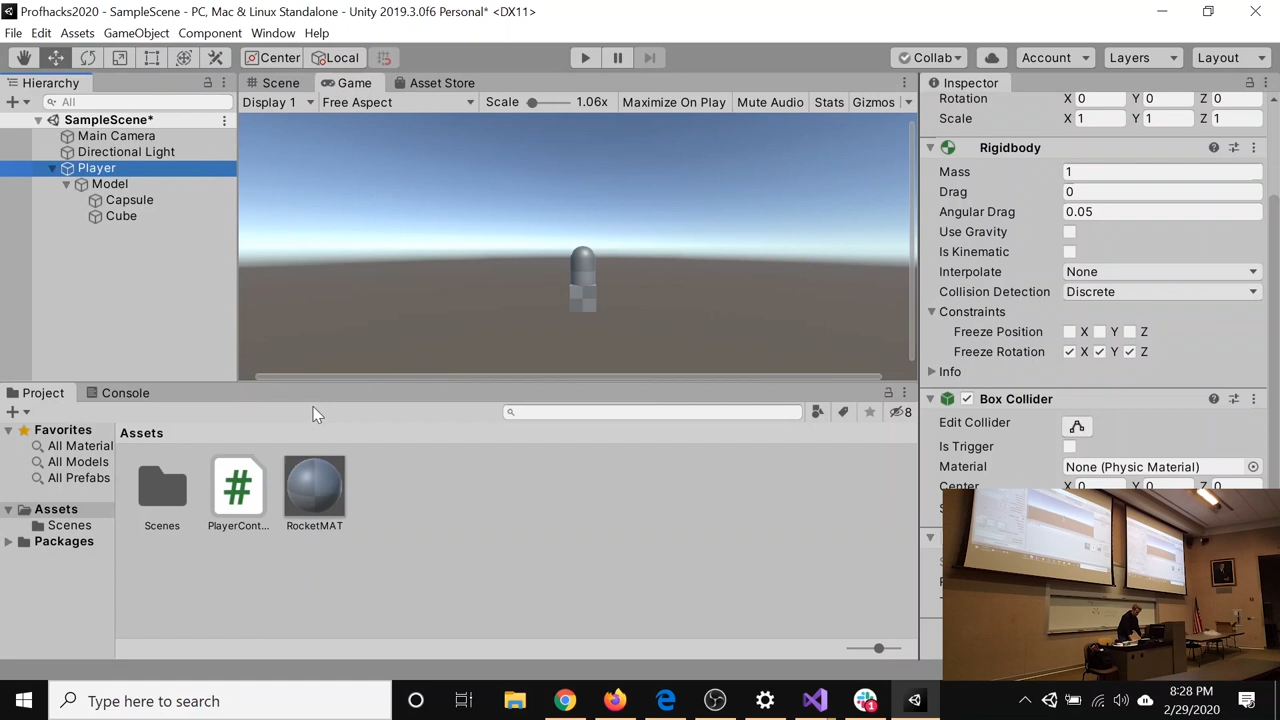 Profhacks2020 - SampleScene - PC, Mac & Linux Standalone - Unity 2019.3.0f6 Personal* <DX11>
File Edit Assets GameObject Component Window Help
Center Local Collab Account Layers Layout
Hierarchy
All
SampleScene*
Main Camera
Directional Light
Player
Model
Capsule
Cube
Scene Game Asset Store
Display 1 Free Aspect Scale 1.06x Maximize On Play Mute Audio Stats Gizmos
Inspector
Rotation X 0 Y 0 Z 0
Scale X 1 Y 1 Z 1
Rigidbody
Mass 1
Drag 0
Angular Drag 0.05
Use Gravity
Is Kinematic
Interpolate None
Collision Detection Discrete
Constraints
Freeze Position X Y Z
Freeze Rotation X Y Z
Info
Box Collider
Edit Collider
Is Trigger
Material None (Physic Material)
Center X 0 Y 0 Z 0
Project Console
8
Favorites
All Material
All Models
All Prefabs
Assets
Scenes
Packages
Assets
Scenes PlayerCont... RocketMAT
Type here to search
1
8:28 PM
2/29/2020